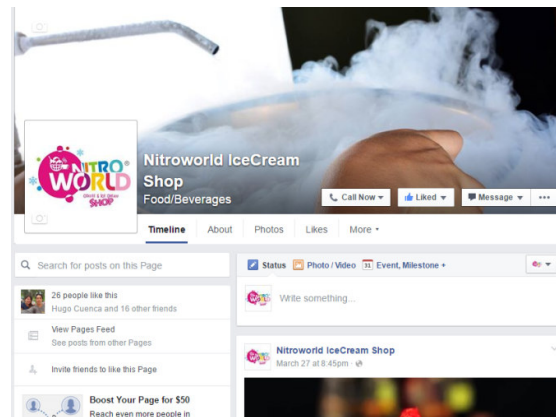 NITRO
WORLD
SHOP
Nitroworld IceCream
Shop
Food/Beverages
Call Now
Liked
Message
Timeline
About
Photos
Likes
More
Search for posts on this Page
26 people like this
Hugo Cuenca and 16 other friends
View Pages Feed
See posts from other Pages
Invite friends to like this Page
Boost Your Page for $50
Reach even more people in
Status
Photo / Video
31
Event, Milestone +
Write something...
Nitroworld IceCream Shop
March 27 at 8:45pm ·